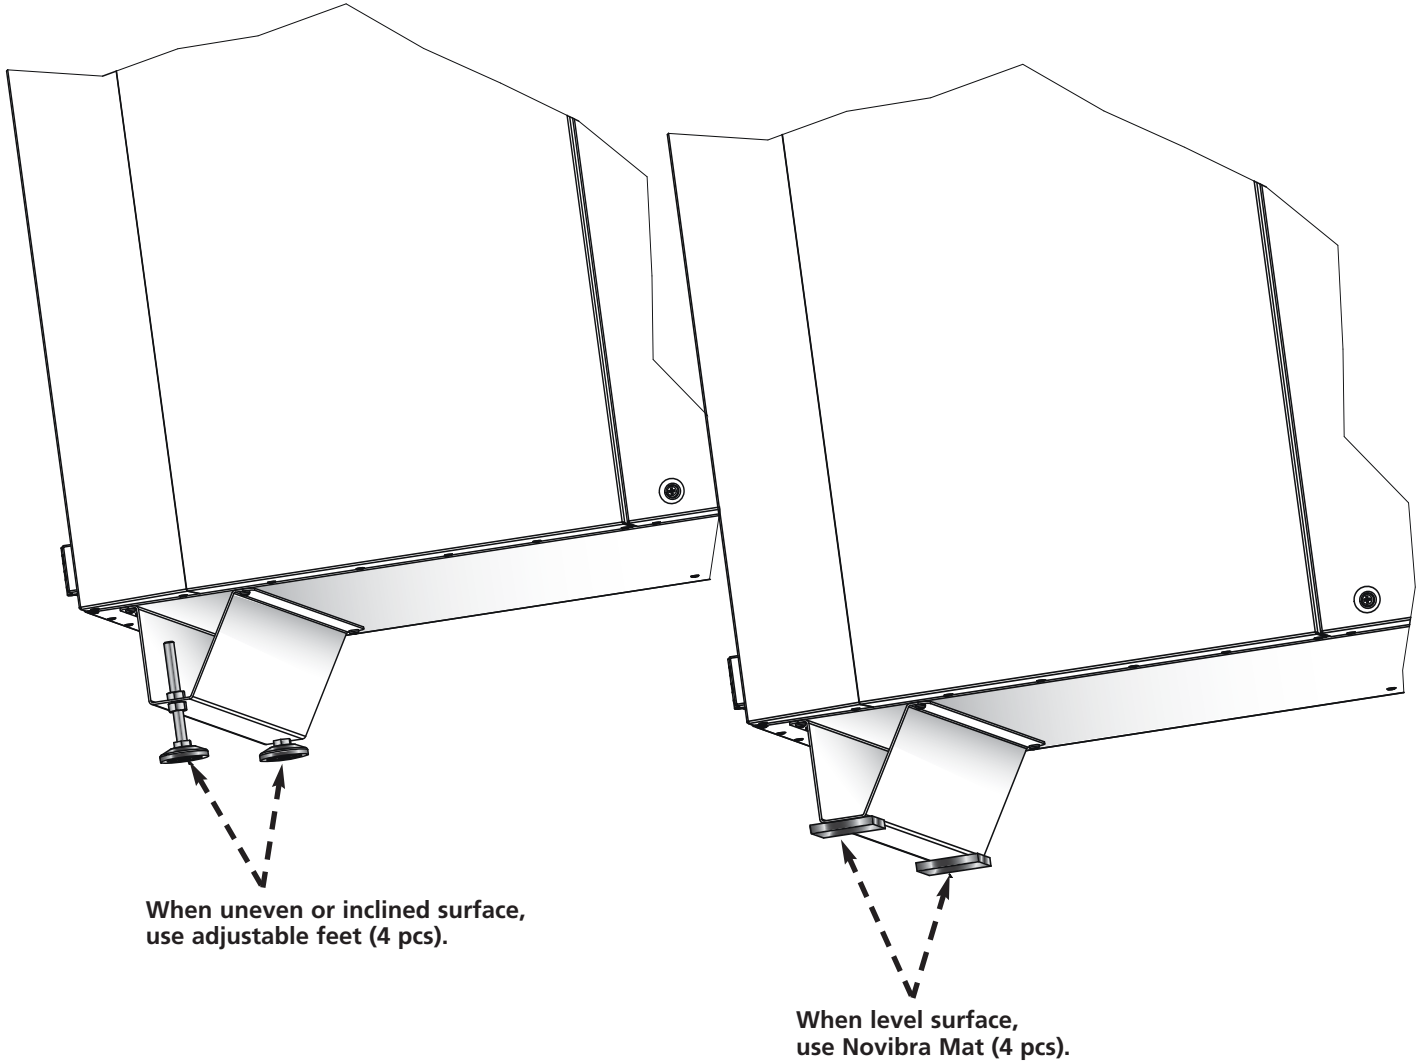 When uneven or inclined surface,
use adjustable feet (4 pcs).
When level surface,
use Novibra Mat (4 pcs).